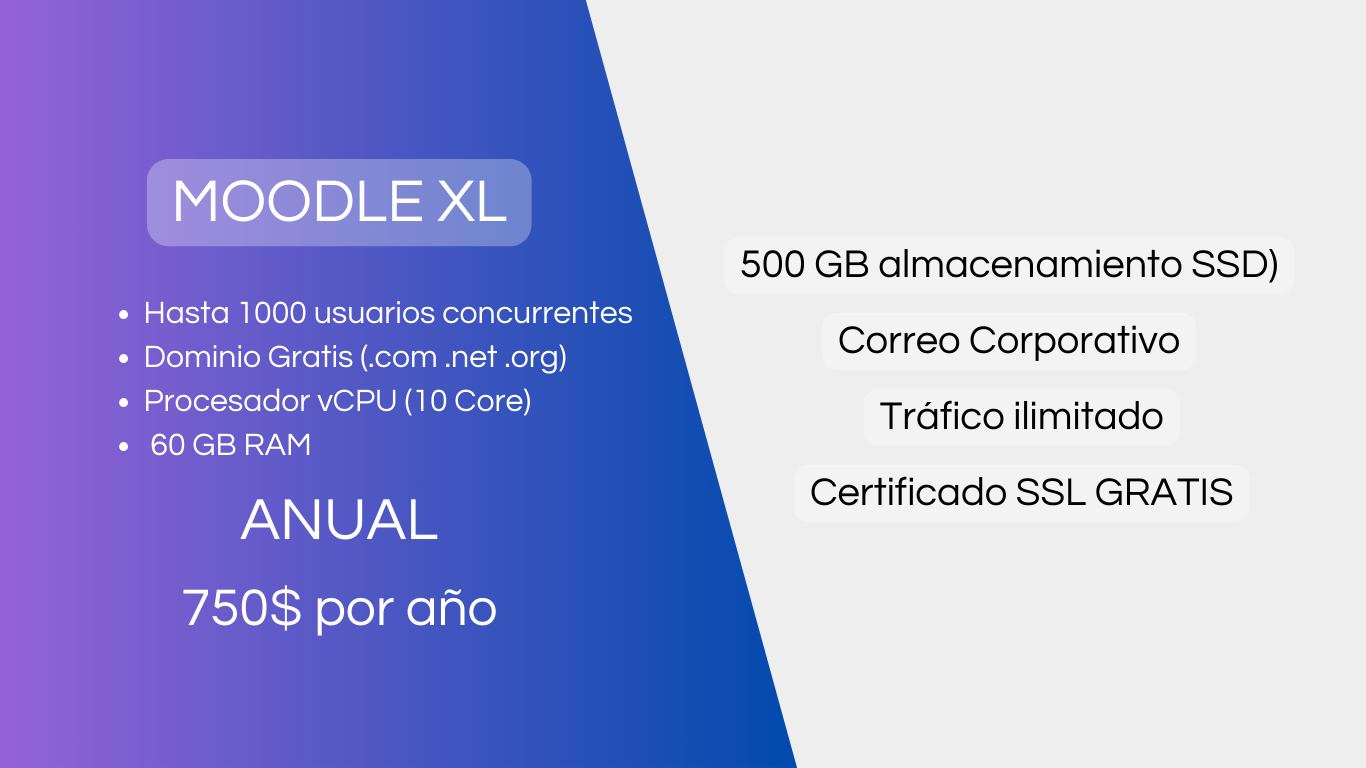 MOODLE XL
• Hasta 1000 usuarios concurrentes
• Dominio Gratis (.com .net .org)
• Procesador vCPU (10 Core)
• 60 GB RAM
ANUAL
750$ por año
500 GB almacenamiento SSD)
Correo Corporativo
Tráfico ilimitado
Certificado SSL GRATIS